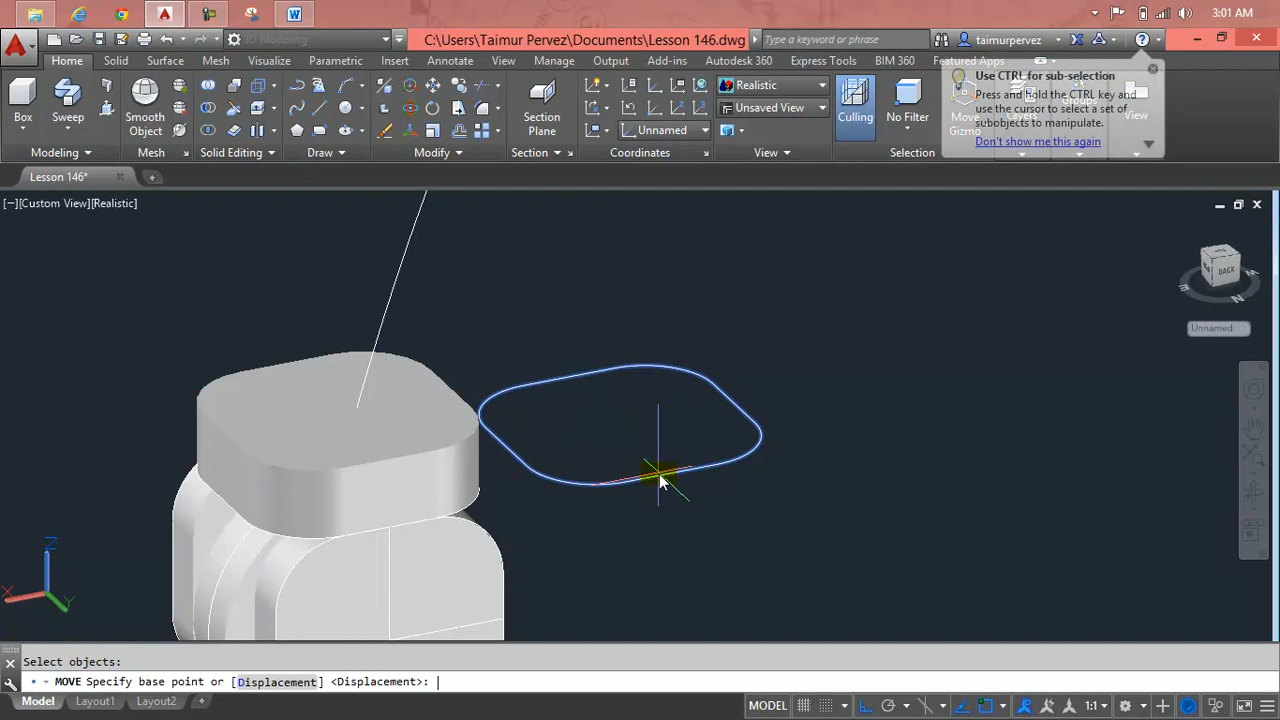 3:01 AM
3D Modeling
C:\Users\Taimur Pervez\Documents\Lesson 146.dwg
Type a keyword or phrase
taimurpervez
Home Solid Surface Mesh Visualize Parametric Insert Annotate View Manage Output Add-ins Autodesk 360 Express Tools BIM 360 Featured Apps
Use CTRL for sub-selection
Press and hold the CTRL key and
use the cursor to select a set of
subobjects to manipulate.
Don't show me this again
Box
Sweep
Smooth
Object
Section
Plane
Realistic
Unsaved View
Unnamed
Culling
No Filter
Move
Gizmo
Layers
Groups
View
Modeling
Mesh
Solid Editing
Draw
Modify
Section
Coordinates
View
Selection
Lesson 146*
[−][Custom View][Realistic]
BACK
Unnamed
Z
X
Y
Select objects:
MOVE Specify base point or [Displacement] <Displacement>:
Model Layout1 Layout2
MODEL
1:1